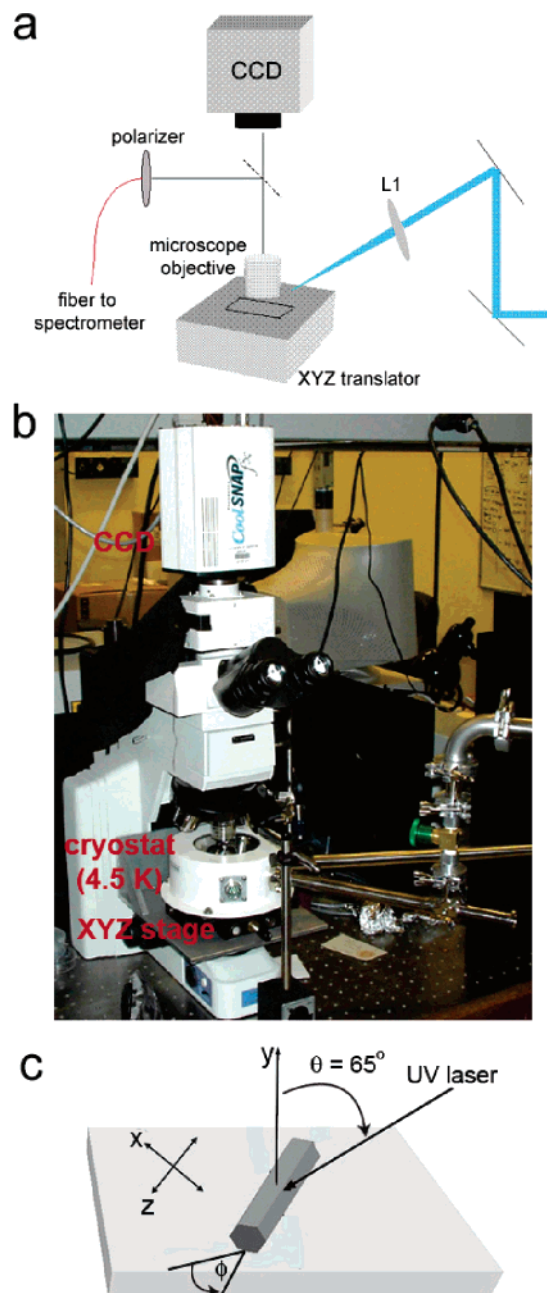 a
CCD
polarizer
L1
microscope
objective
fiber to
spectrometer
XYZ translator
b
CoolSNAP fx
CCD
cryostat
(4.5 K)
XYZ stage
c
y
θ = 65°
UV laser
x
z
ϕ